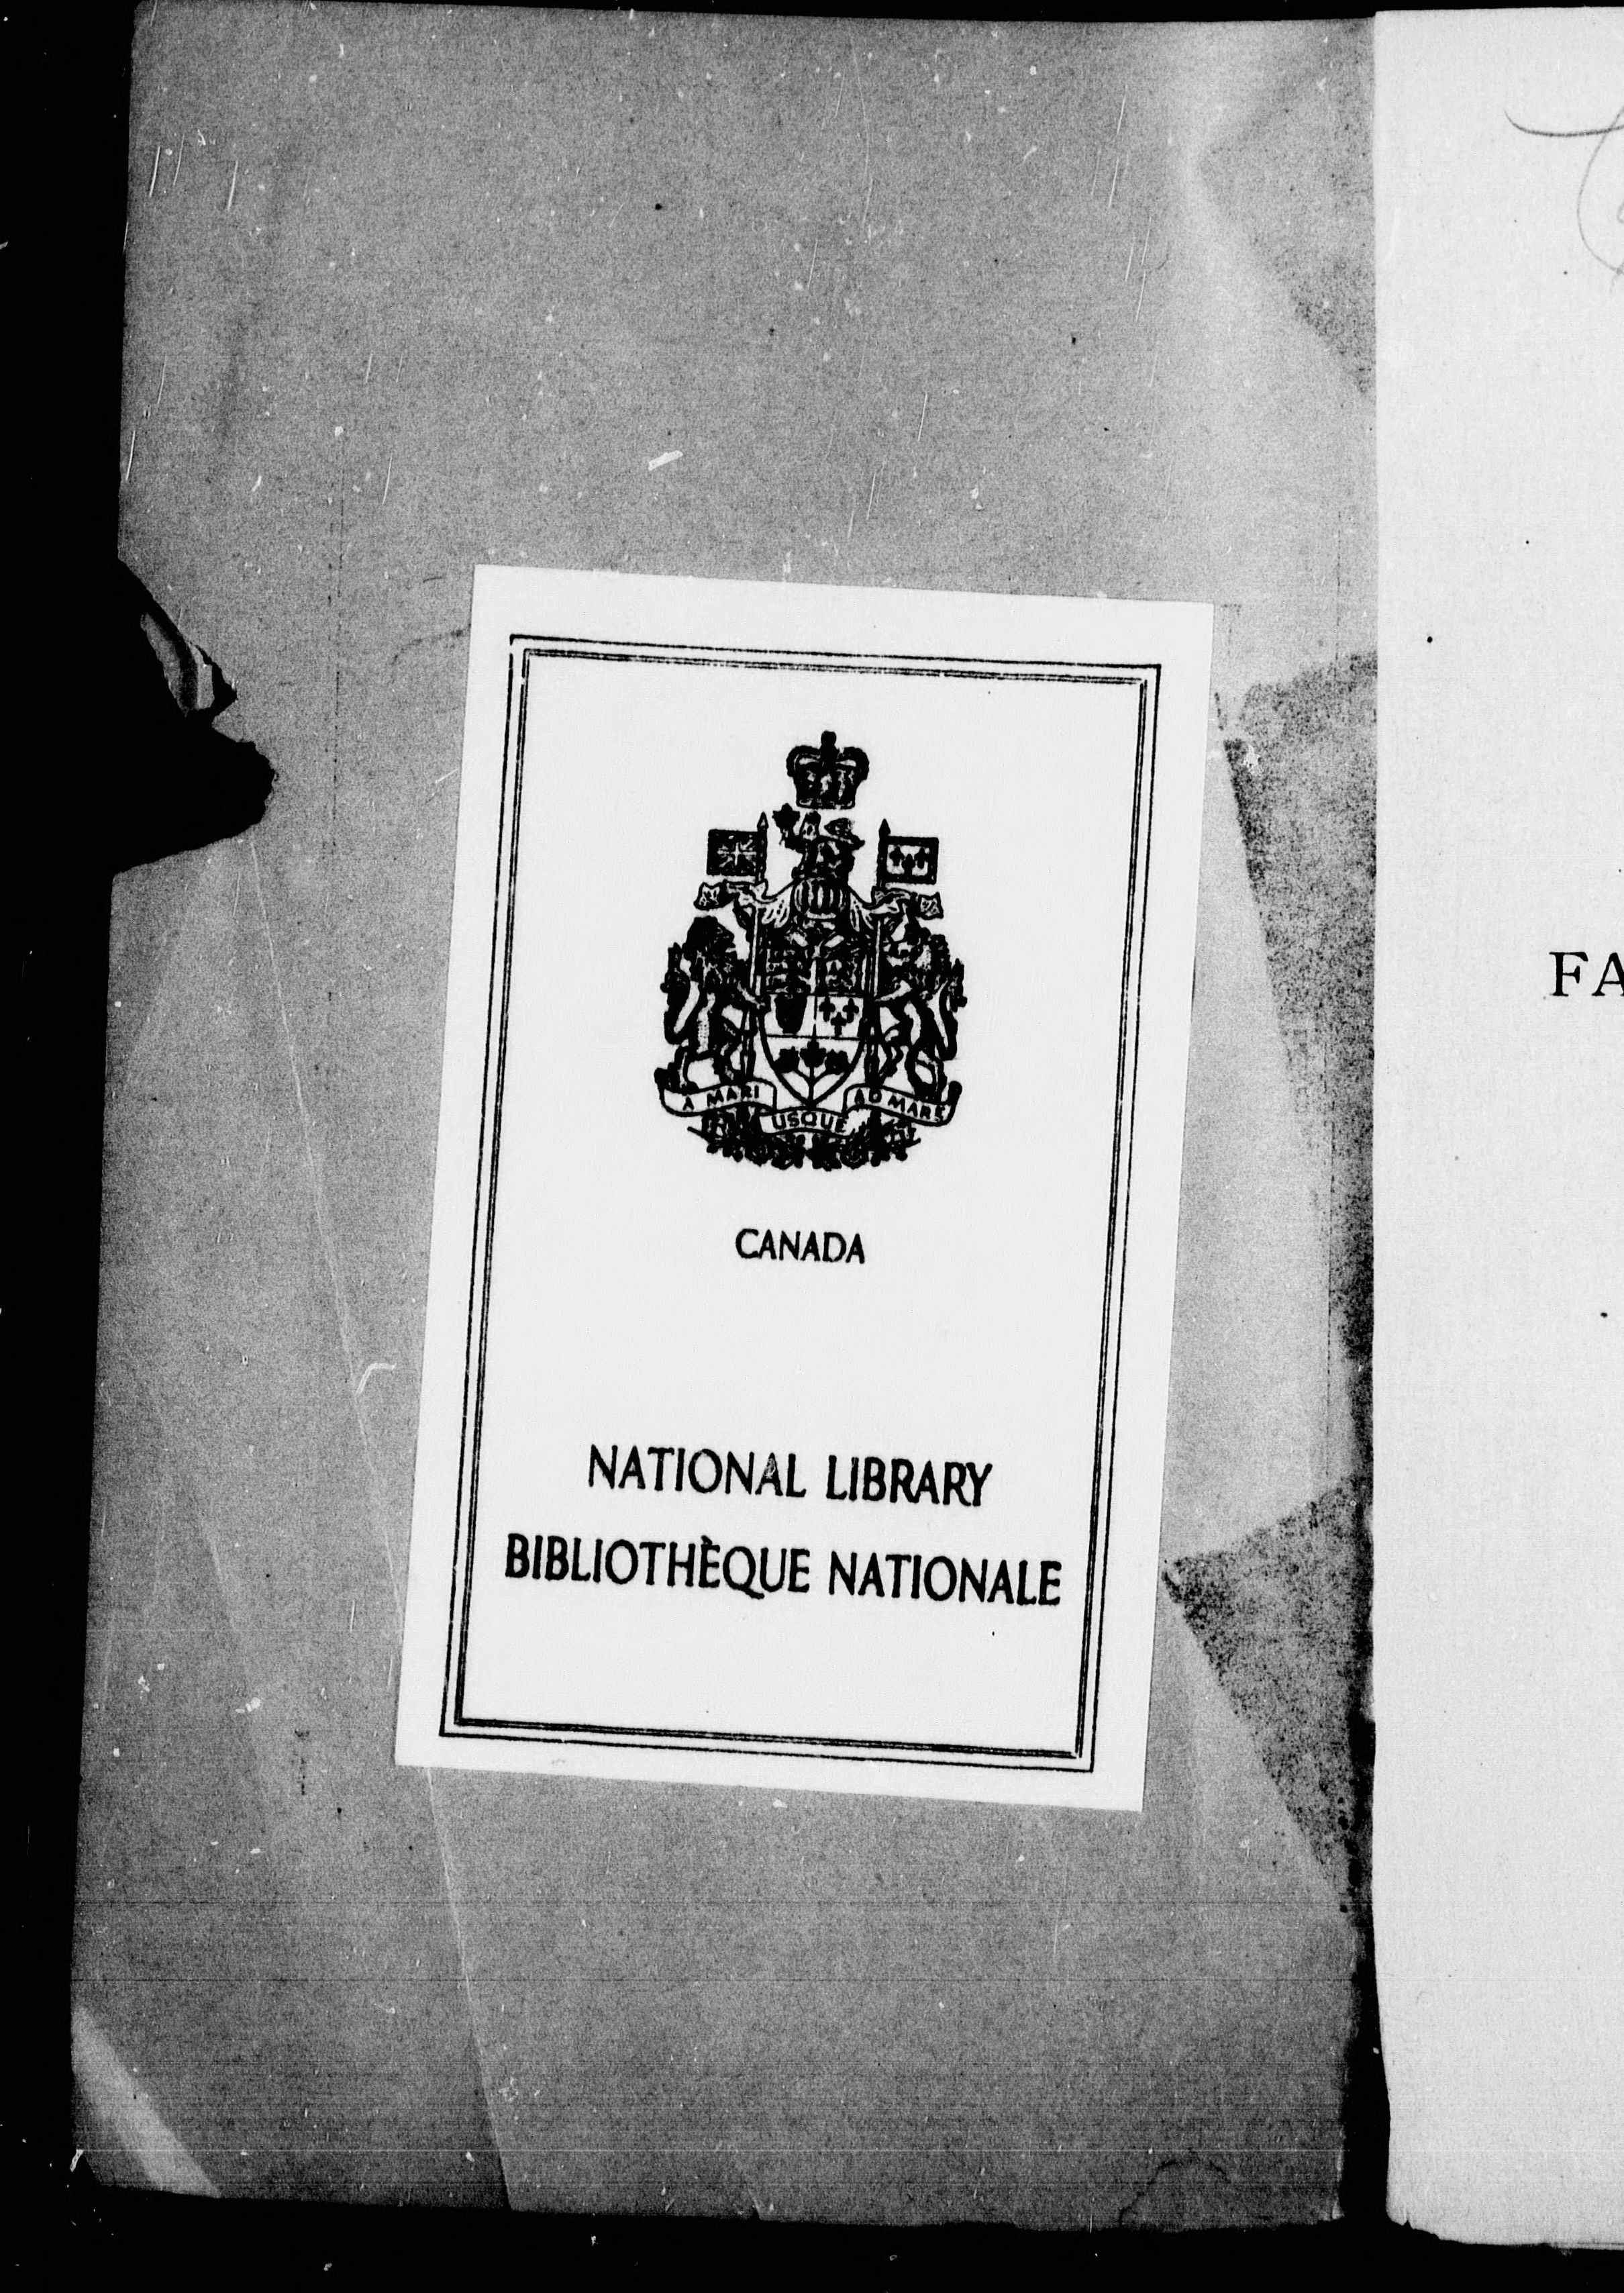 A MARI USQUE AD MARE
CANADA
NATIONAL LIBRARY
BIBLIOTHÈQUE NATIONALE
FA